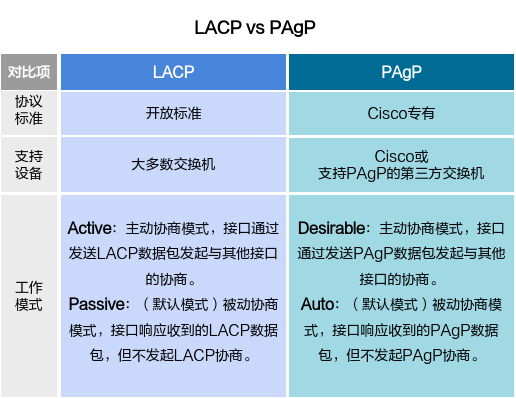 LACP vs PAgP
对比项
LACP
PAgP
协议
标准
开放标准
Cisco专有
支持
设备
大多数交换机
Cisco或
支持PAgP的第三方交换机
工作
模式
Active：主动协商模式，接口通过
发送LACP数据包发起与其他接口
的协商。
Passive：（默认模式）被动协商
模式，接口响应收到的LACP数据
包，但不发起LACP协商。
Desirable：主动协商模式，接口
通过发送PAgP数据包发起与其他
接口的协商。
Auto：（默认模式）被动协商模
式，接口响应收到的PAgP数据
包，但不发起PAgP协商。